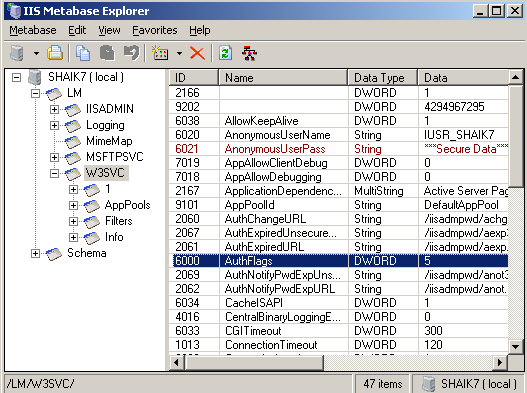 IIS Metabase Explorer
Metabase Edit View Favorites Help
SHAIK7 ( local )
LM
IISADMIN
Logging
MimeMap
MSFTPSVC
W3SVC
1
AppPools
Filters
Info
Schema
ID Name Data Type Data
2166 DWORD 1
9202 DWORD 4294967295
6038 AllowKeepAlive DWORD 1
6020 AnonymousUserName String IUSR_SHAIK7
6021 AnonymousUserPass String ***Secure Data***
7019 AppAllowClientDebug DWORD 0
7018 AppAllowDebugging DWORD 0
2167 ApplicationDependenc... MultiString Active Server Pag
9101 AppPoolId String DefaultAppPool
2060 AuthChangeURL String /iisadmpwd/achg
2067 AuthExpiredUnsecure... String /iisadmpwd/aexp3
2061 AuthExpiredURL String /iisadmpwd/aexp.
6000 AuthFlags DWORD 5
2069 AuthNotifyPwdExpUns... String /iisadmpwd/anot3
2062 AuthNotifyPwdExpURL String /iisadmpwd/anot.
6034 CacheISAPI DWORD 1
4016 CentralBinaryLoggingE... DWORD 0
6033 CGITimeout DWORD 300
1013 ConnectionTimeout DWORD 120
/LM/W3SVC/ 47 items SHAIK7 ( local )